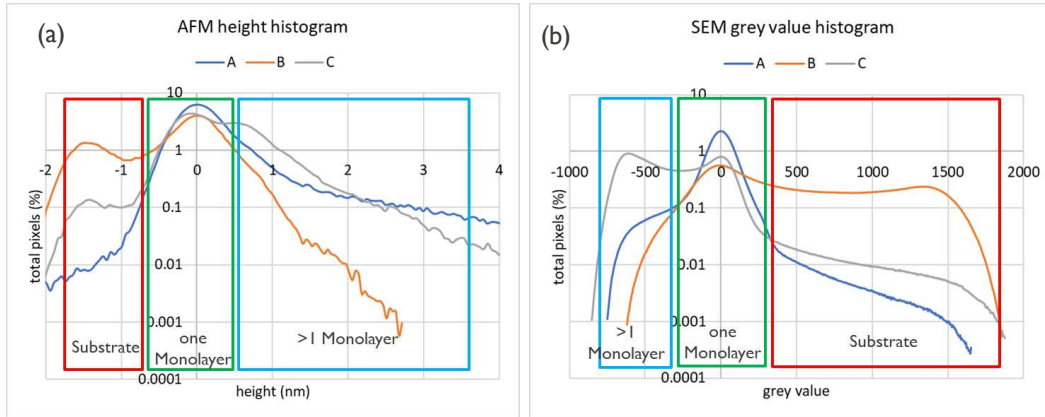 (a)
AFM height histogram
A B C
10
1
0.1
0.01
0.001
0.0001
-2 -1 0 1 2 3 4
total pixels (%)
height (nm)
Substrate
one
Monolayer
>1 Monolayer
(b)
SEM grey value histogram
A B C
10
1
0.1
0.01
0.001
0.0001
-1000 -500 0 500 1000 1500 2000
total pixels (%)
grey value
>1
Monolayer
one
Monolayer
Substrate